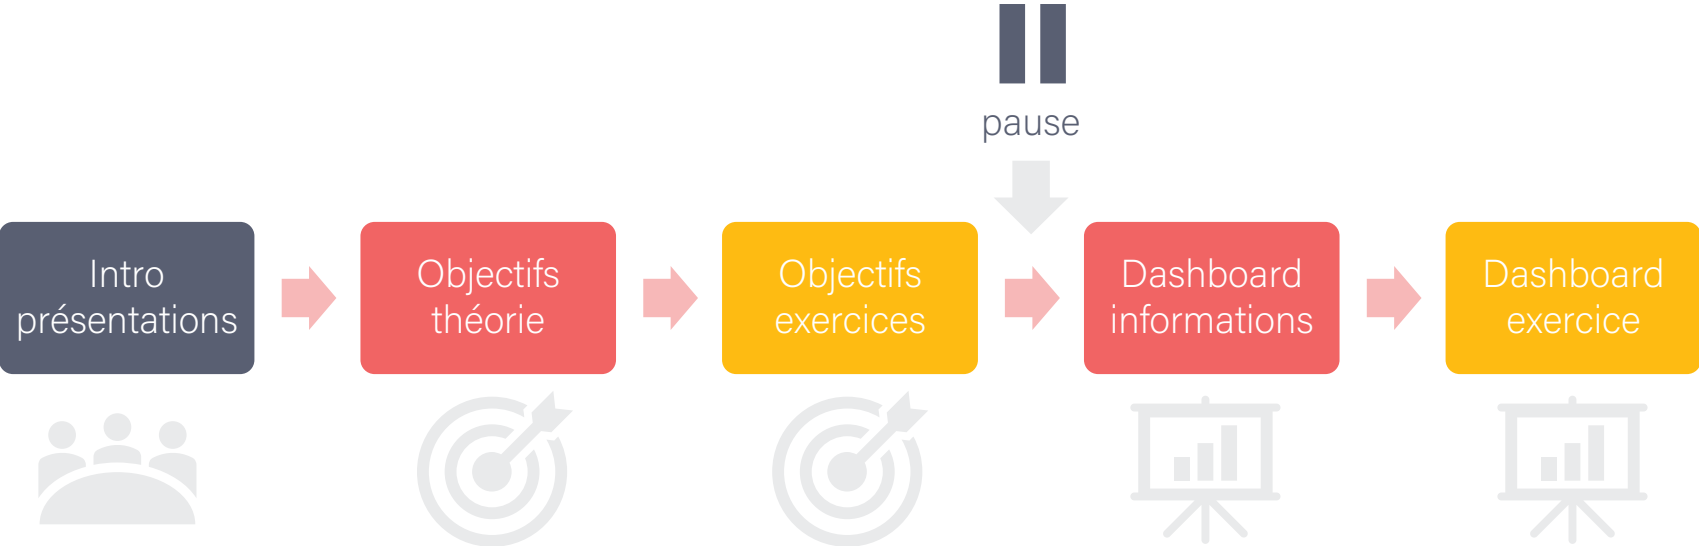 pause
Intro
présentations
Objectifs
théorie
Objectifs
exercices
Dashboard
informations
Dashboard
exercice